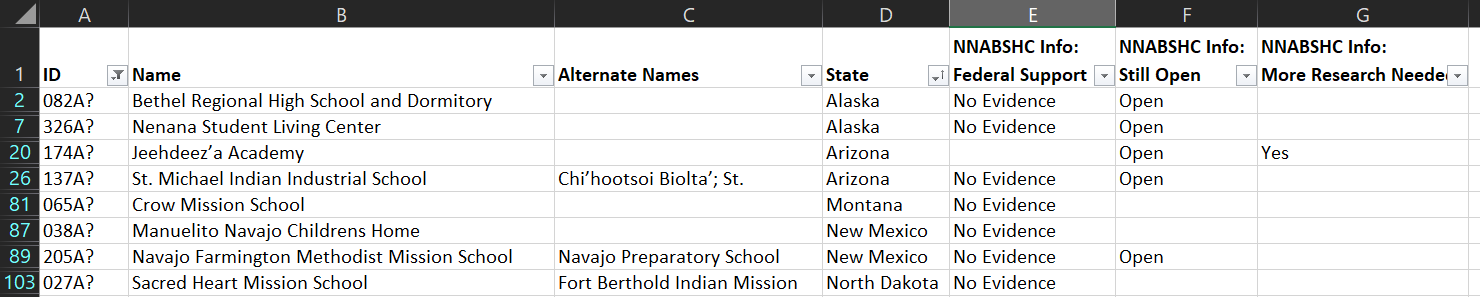 A B C D E F G
NNABSHC Info: NNABSHC Info: NNABSHC Info:
1 ID Name Alternate Names State Federal Support Still Open More Research Neede
2 082A? Bethel Regional High School and Dormitory Alaska No Evidence Open
7 326A? Nenana Student Living Center Alaska No Evidence Open
20 174A? Jeehdeez’a Academy Arizona Open Yes
26 137A? St. Michael Indian Industrial School Chi’hootsoi Biolta’; St. Arizona No Evidence Open
81 065A? Crow Mission School Montana No Evidence
87 038A? Manuelito Navajo Childrens Home New Mexico No Evidence
89 205A? Navajo Farmington Methodist Mission School Navajo Preparatory School New Mexico No Evidence Open
103 027A? Sacred Heart Mission School Fort Berthold Indian Mission North Dakota No Evidence